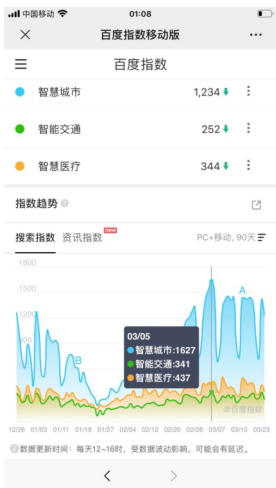 中国移动 01:08
百度指数移动版
百度指数
智慧城市 1,234
智能交通 252
智慧医疗 344
指数趋势
搜索指数 资讯指数 new PC+移动, 90天
1800
1500
1200
900
A
B
03/05
智慧城市:1627
智能交通:341
智慧医疗:437
@百度指数
12/26 01/03 01/11 01/19 01/27 02/04 02/12 02/20 02/28 03/07 03/15 03/23
数据更新时间：每天12~16时，受数据波动影响，可能会有延迟。